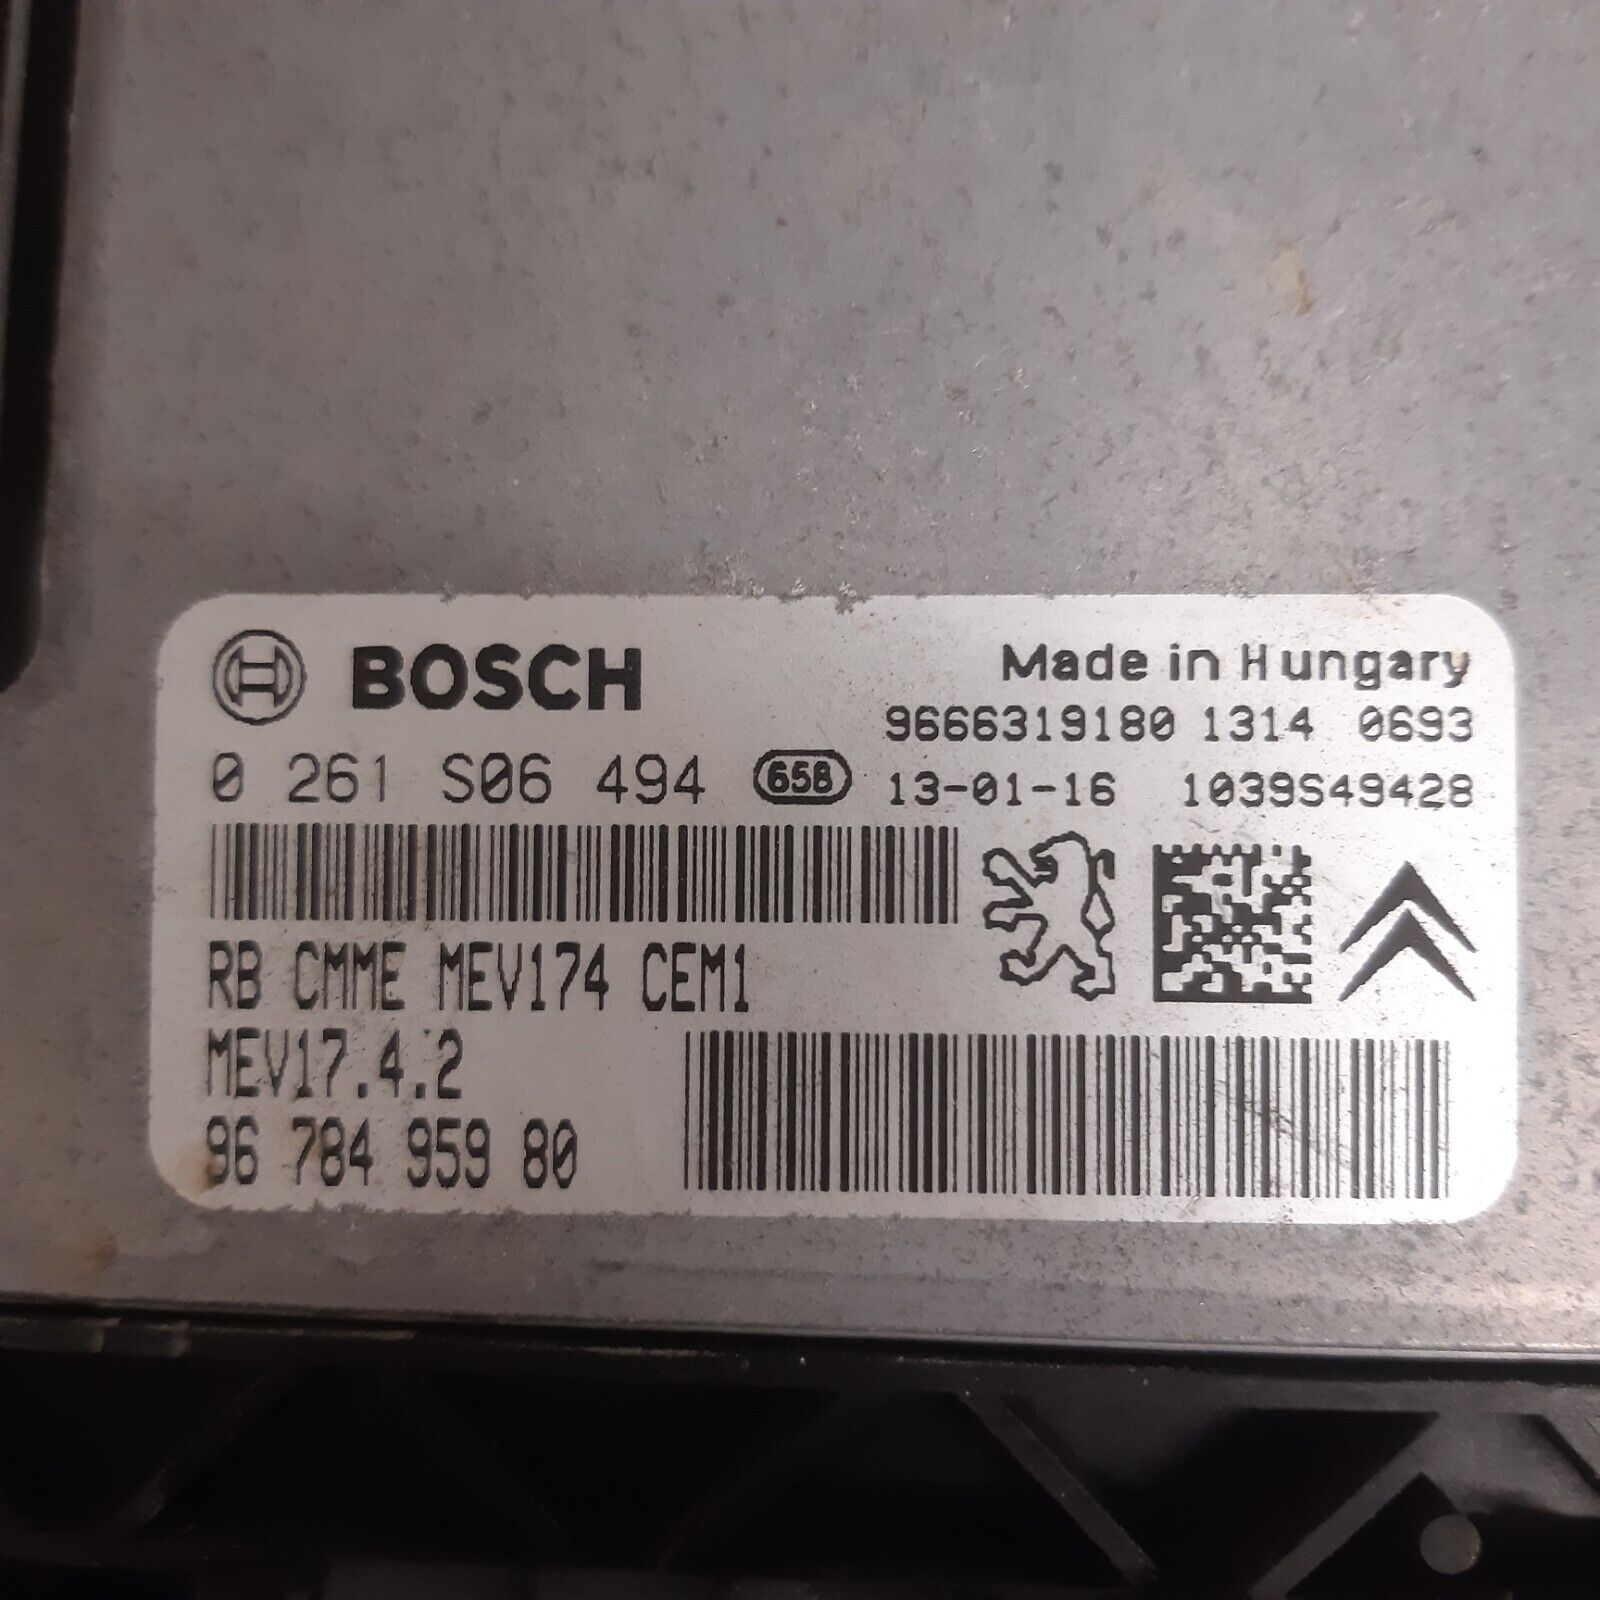 BOSCH
Made in Hungary
9666319180 1314 0693
0 261 S06 494 658 13-01-16 1039S49428
RB CMME MEV174 CEM1
MEV17.4.2
96 784 959 80